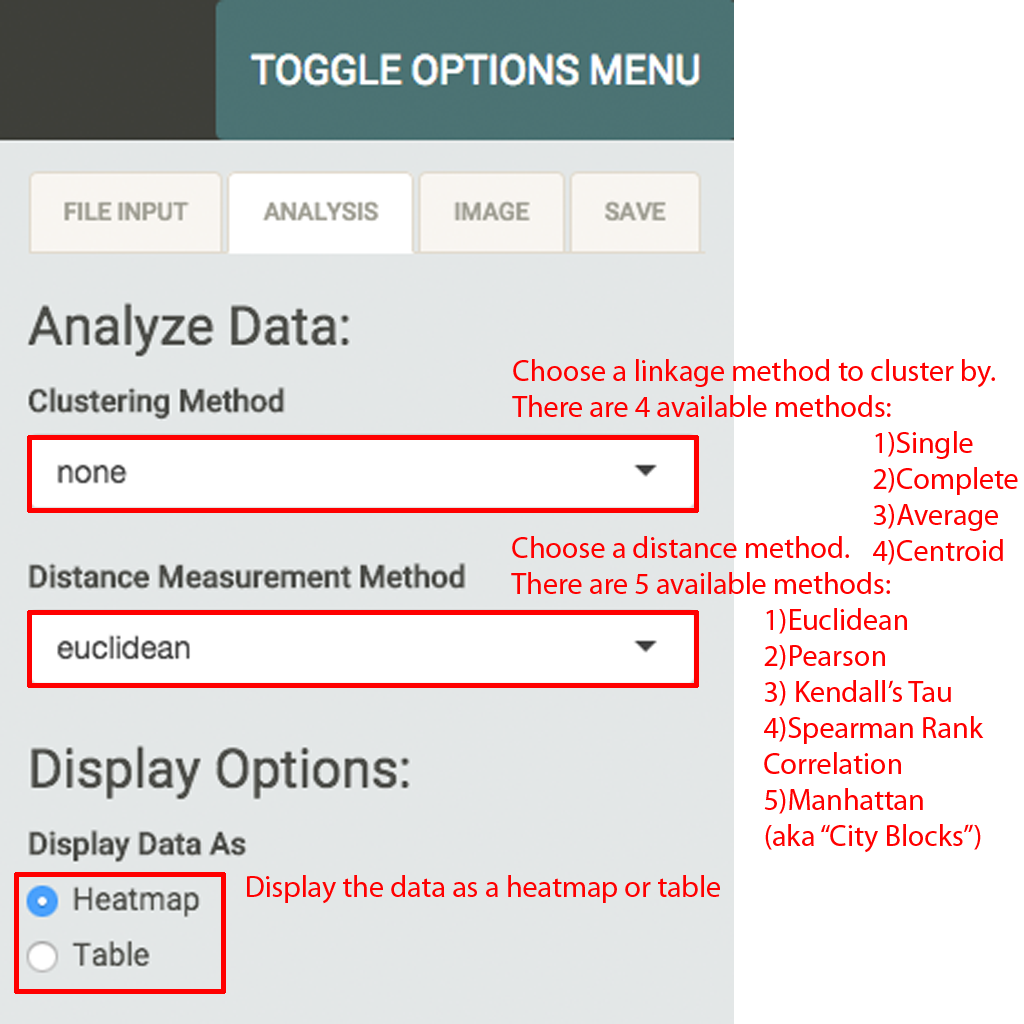 TOGGLE OPTIONS MENU
FILE INPUT
ANALYSIS
IMAGE
SAVE
Analyze Data:
Clustering Method
none
Choose a linkage method to cluster by.
There are 4 available methods:
1)Single
2)Complete
3)Average
4)Centroid
Distance Measurement Method
euclidean
Choose a distance method.
There are 5 available methods:
1)Euclidean
2)Pearson
3) Kendall’s Tau
4)Spearman Rank
Correlation
5)Manhattan
(aka “City Blocks”)
Display Options:
Display Data As
Heatmap
Table
Display the data as a heatmap or table